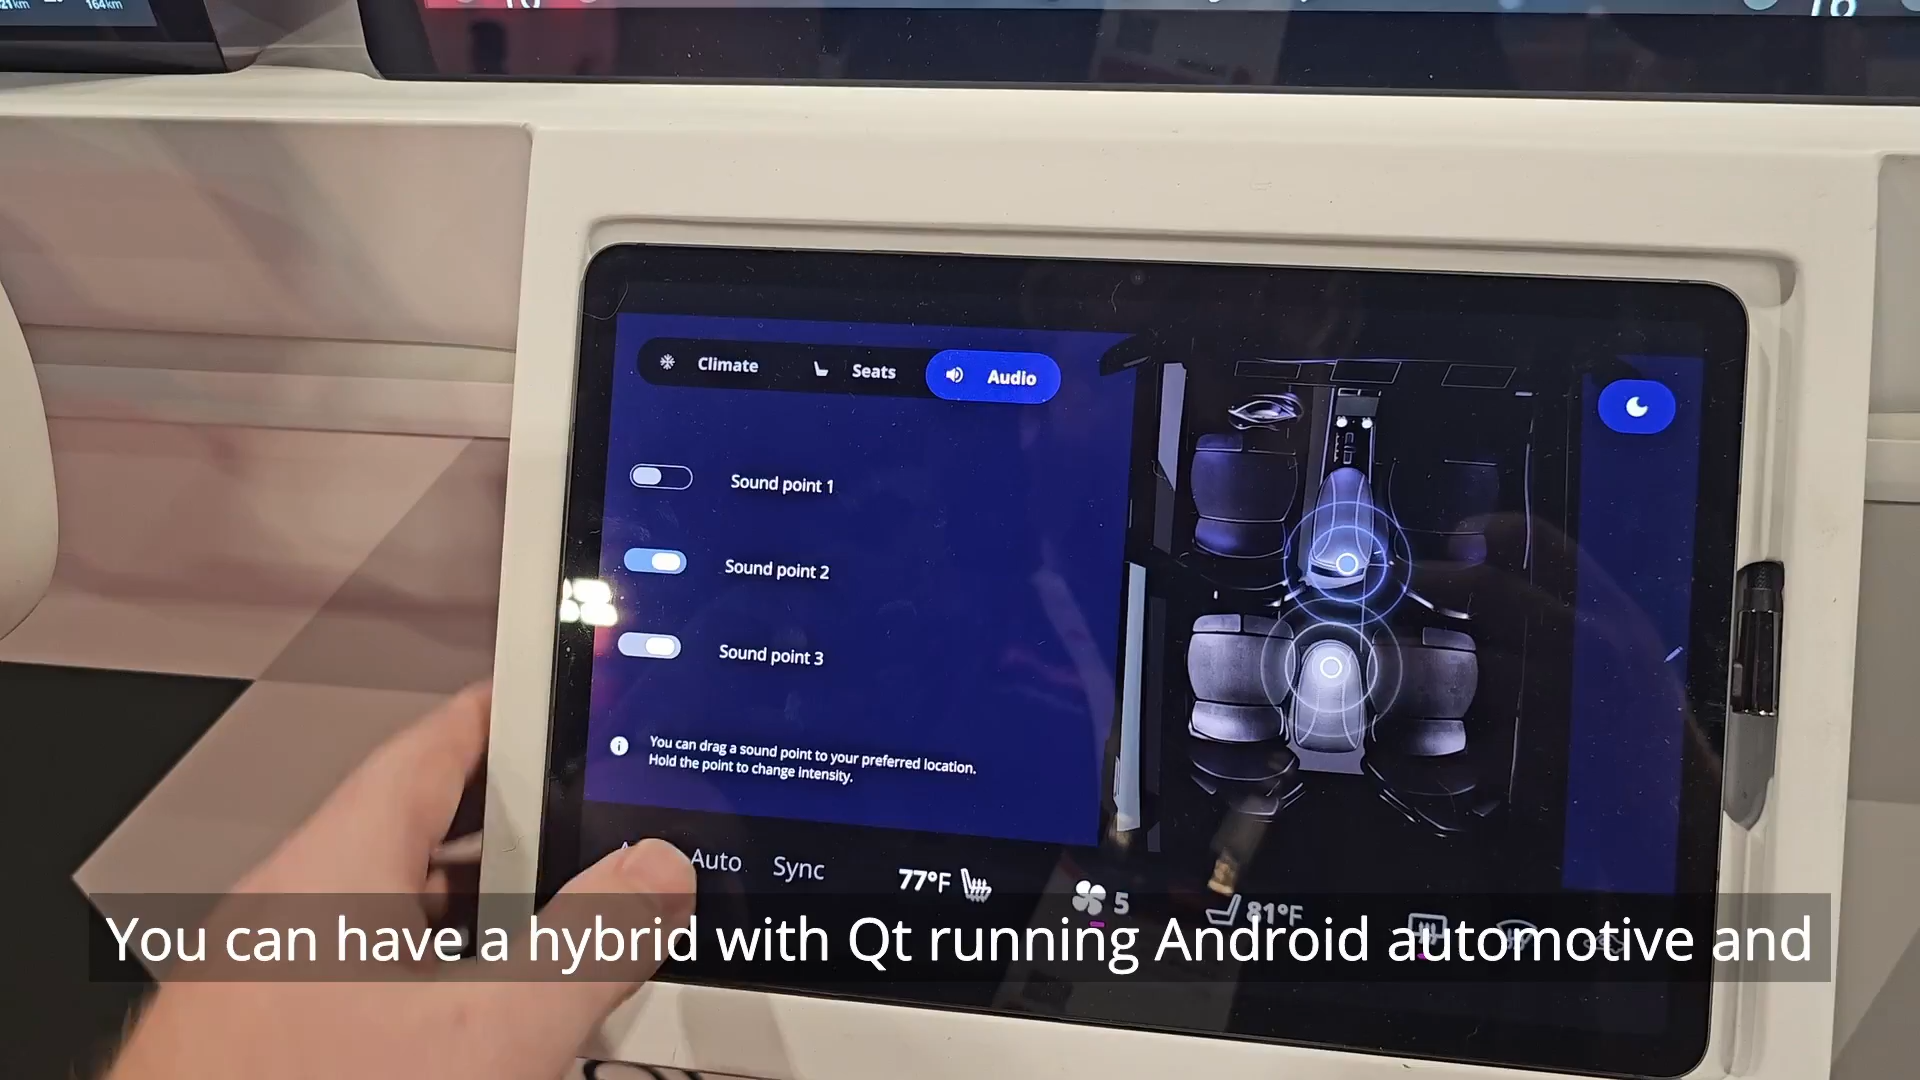 164km
Climate
Seats
Audio
Sound point 1
Sound point 2
Sound point 3
You can drag a sound point to your preferred location.
Hold the point to change intensity.
Auto
Sync
77°F
5
81°F
You can have a hybrid with Qt running Android automotive and